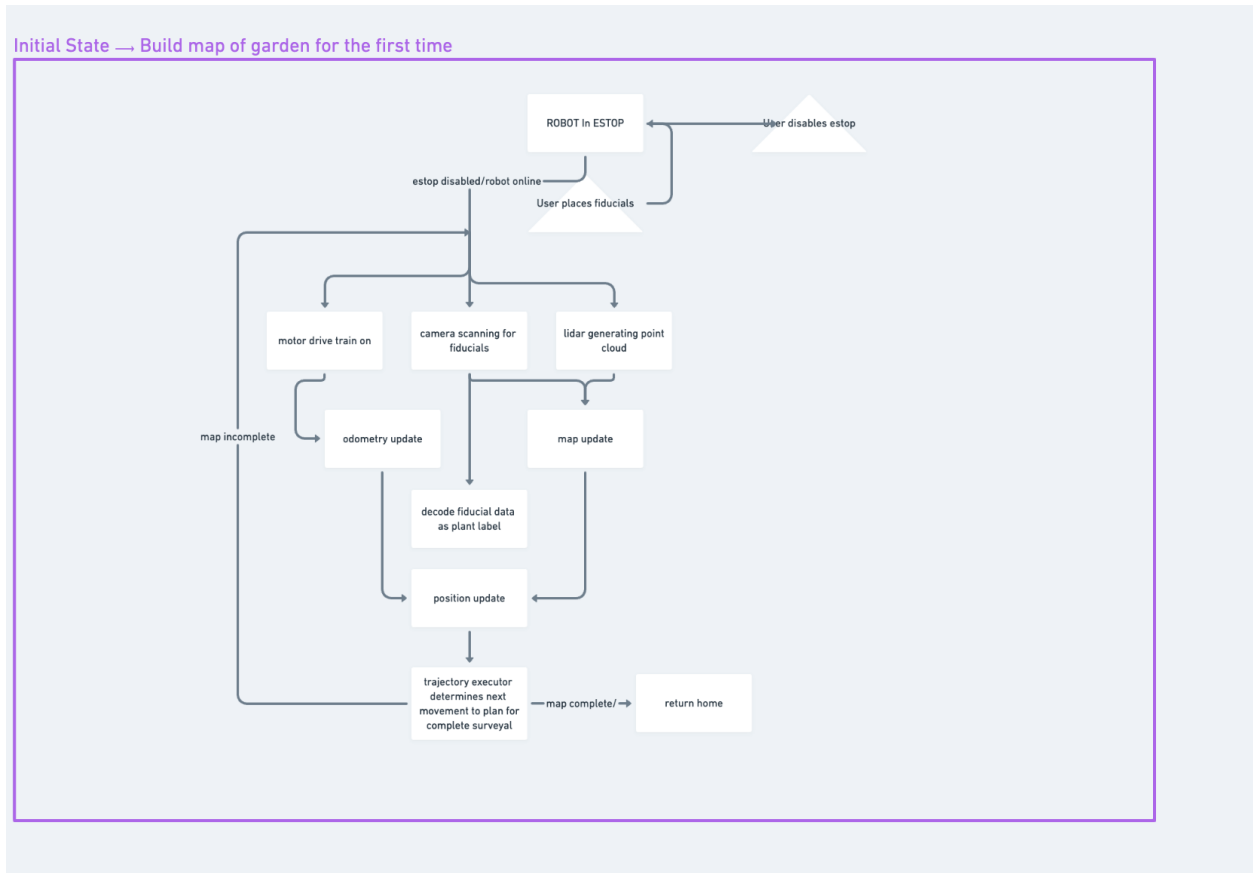 Initial State → Build map of garden for the first time
ROBOT In ESTOP
User disables estop
estop disabled/robot online
User places fiducials
motor drive train on
camera scanning for
fiducials
lidar generating point
cloud
map incomplete
odometry update
map update
decode fiducial data
as plant label
position update
trajectory executor
determines next
movement to plan for
complete surveyal
map complete/
return home